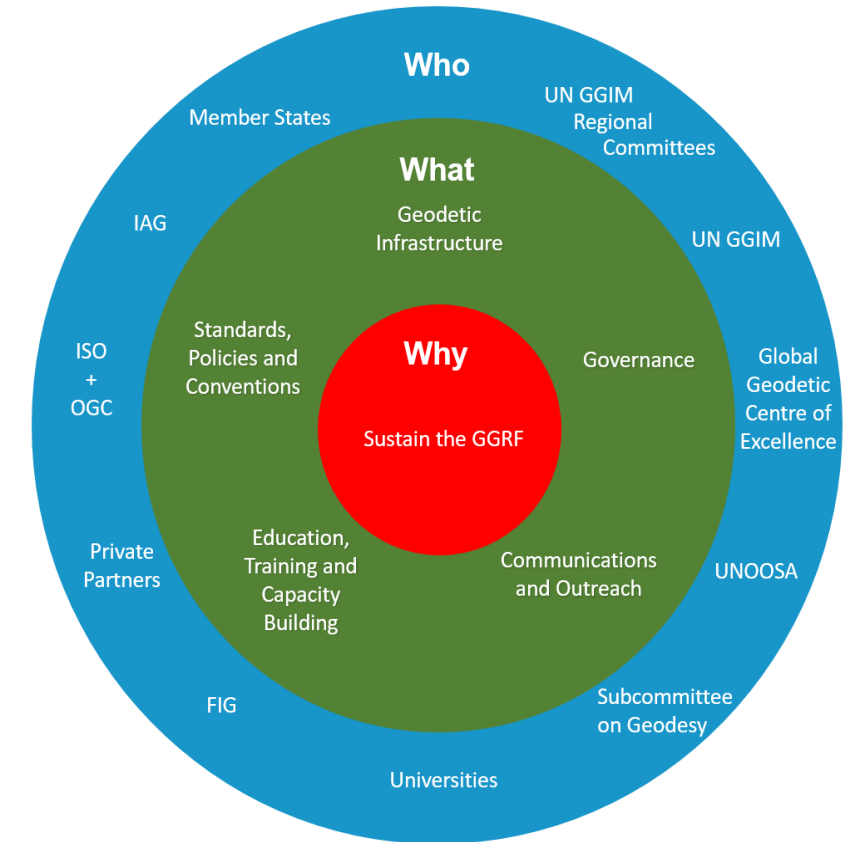 Who
UN GGIM
Regional
Committees
UN GGIM
Global
Geodetic
Centre of
Excellence
UNOOSA
Subcommittee
on Geodesy
Universities
FIG
Private
Partners
ISO
+
OGC
IAG
Member States
What
Geodetic
Infrastructure
Governance
Communications
and Outreach
Education,
Training and
Capacity
Building
Standards,
Policies and
Conventions
Why
Sustain the GGRF